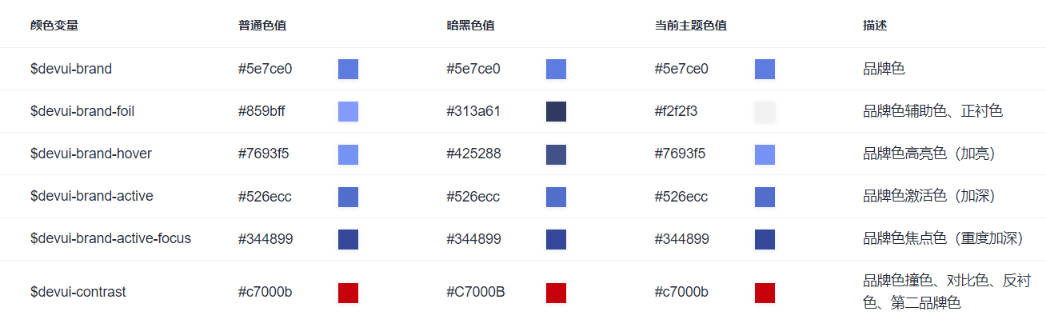 颜色变量 普通色值 暗黑色值 当前主题色值 描述
$devui-brand #5e7ce0 #5e7ce0 #5e7ce0 品牌色
$devui-brand-foil #859bff #313a61 #f2f2f3 品牌色辅助色、正衬色
$devui-brand-hover #7693f5 #425288 #7693f5 品牌色高亮色（加亮）
$devui-brand-active #526ecc #526ecc #526ecc 品牌色激活色（加深）
$devui-brand-active-focus #344899 #344899 #344899 品牌色焦点色（重度加深）
$devui-contrast #c7000b #C7000B #c7000b 品牌色撞色、对比色、反衬
色、第二品牌色